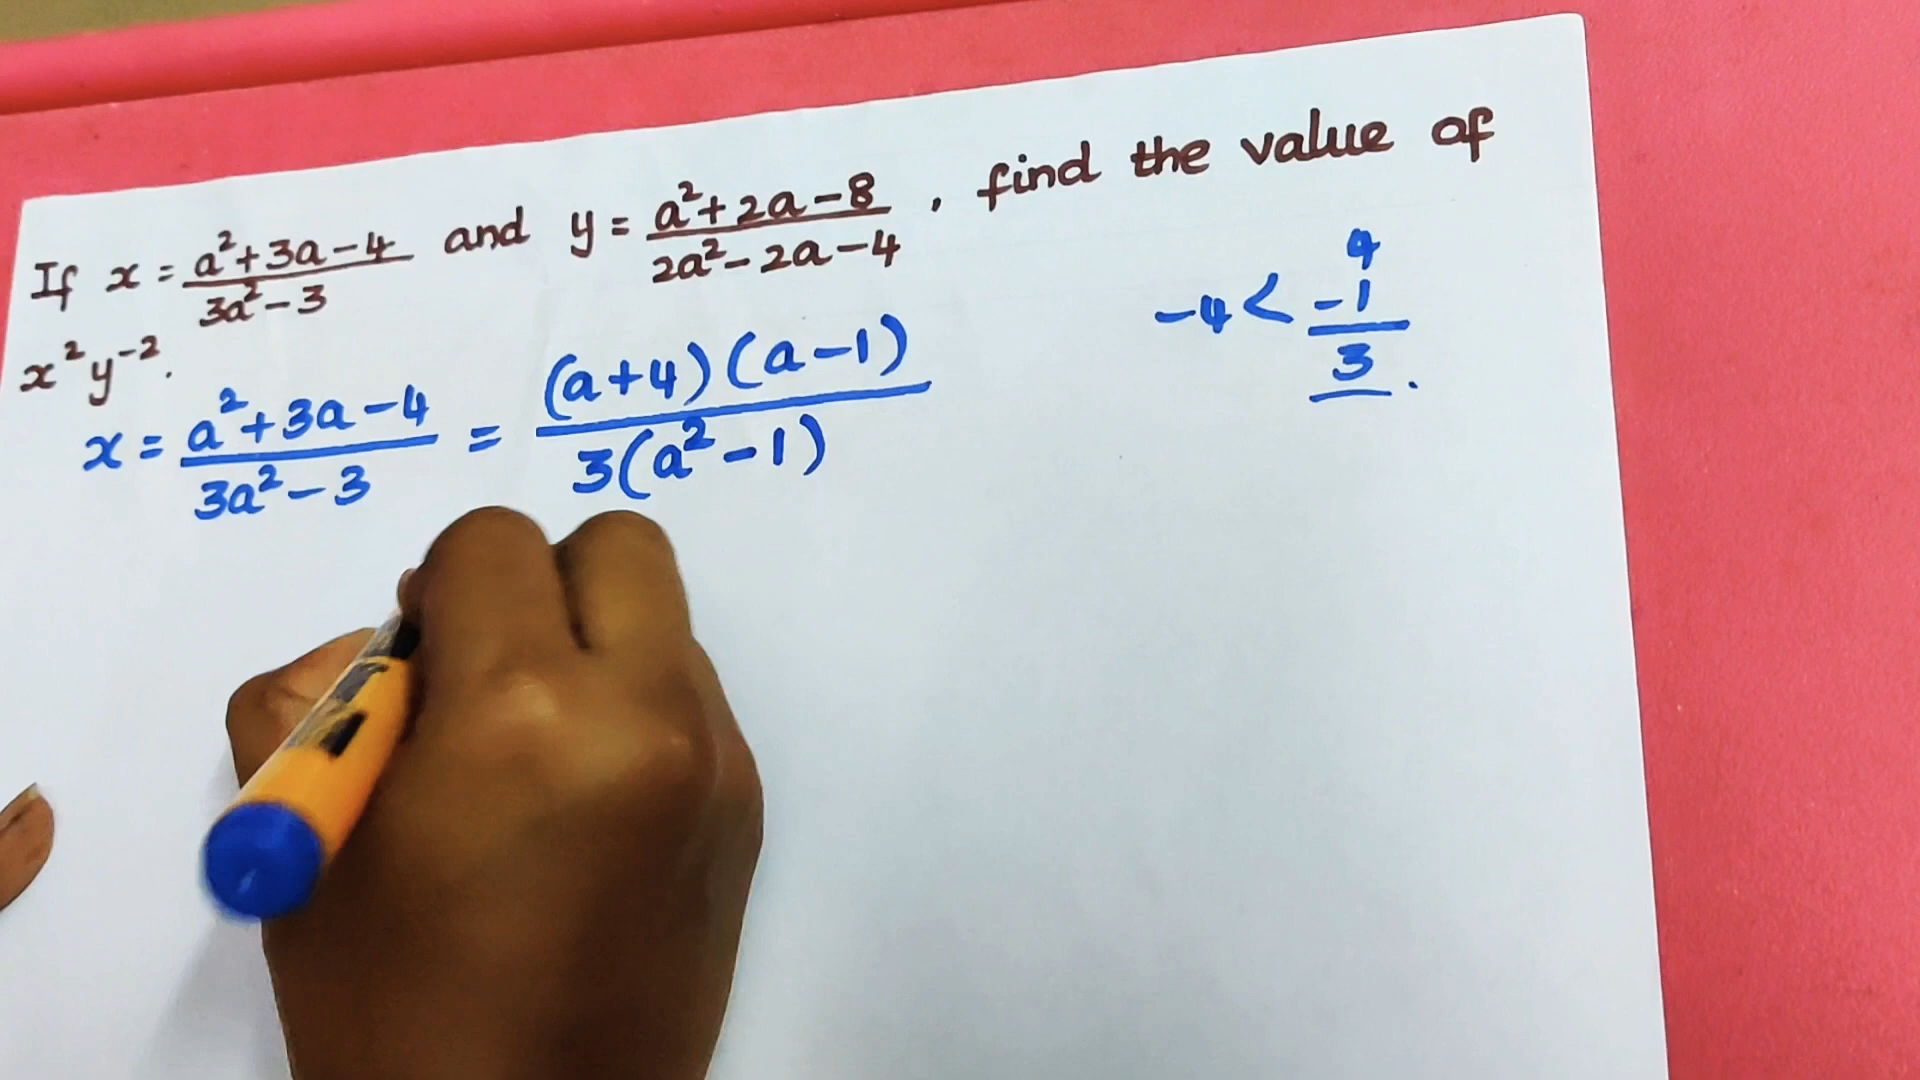 If x = a²+3a-4 / 3a²-3 and y = a²+2a-8 / 2a²-2a-4 , find the value of
x²y⁻².
x = a²+3a-4 / 3a²-3 = (a+4)(a-1) / 3(a²-1)
-4 < 4
-1
3 .